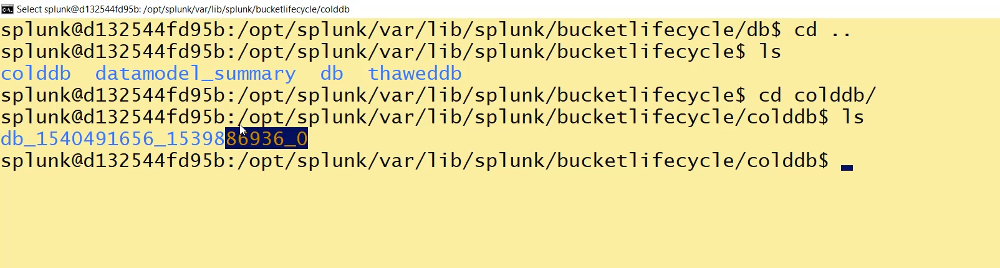 Select splunk@d132544fd95b: /opt/splunk/var/lib/splunk/bucketlifecycle/colddb
splunk@d132544fd95b:/opt/splunk/var/lib/splunk/bucketlifecycle/db$ cd ..
splunk@d132544fd95b:/opt/splunk/var/lib/splunk/bucketlifecycle$ ls
colddb  datamodel_summary  db  thaweddb
splunk@d132544fd95b:/opt/splunk/var/lib/splunk/bucketlifecycle$ cd colddb/
splunk@d132544fd95b:/opt/splunk/var/lib/splunk/bucketlifecycle/colddb$ ls
db_1540491656_1539886936_0
splunk@d132544fd95b:/opt/splunk/var/lib/splunk/bucketlifecycle/colddb$